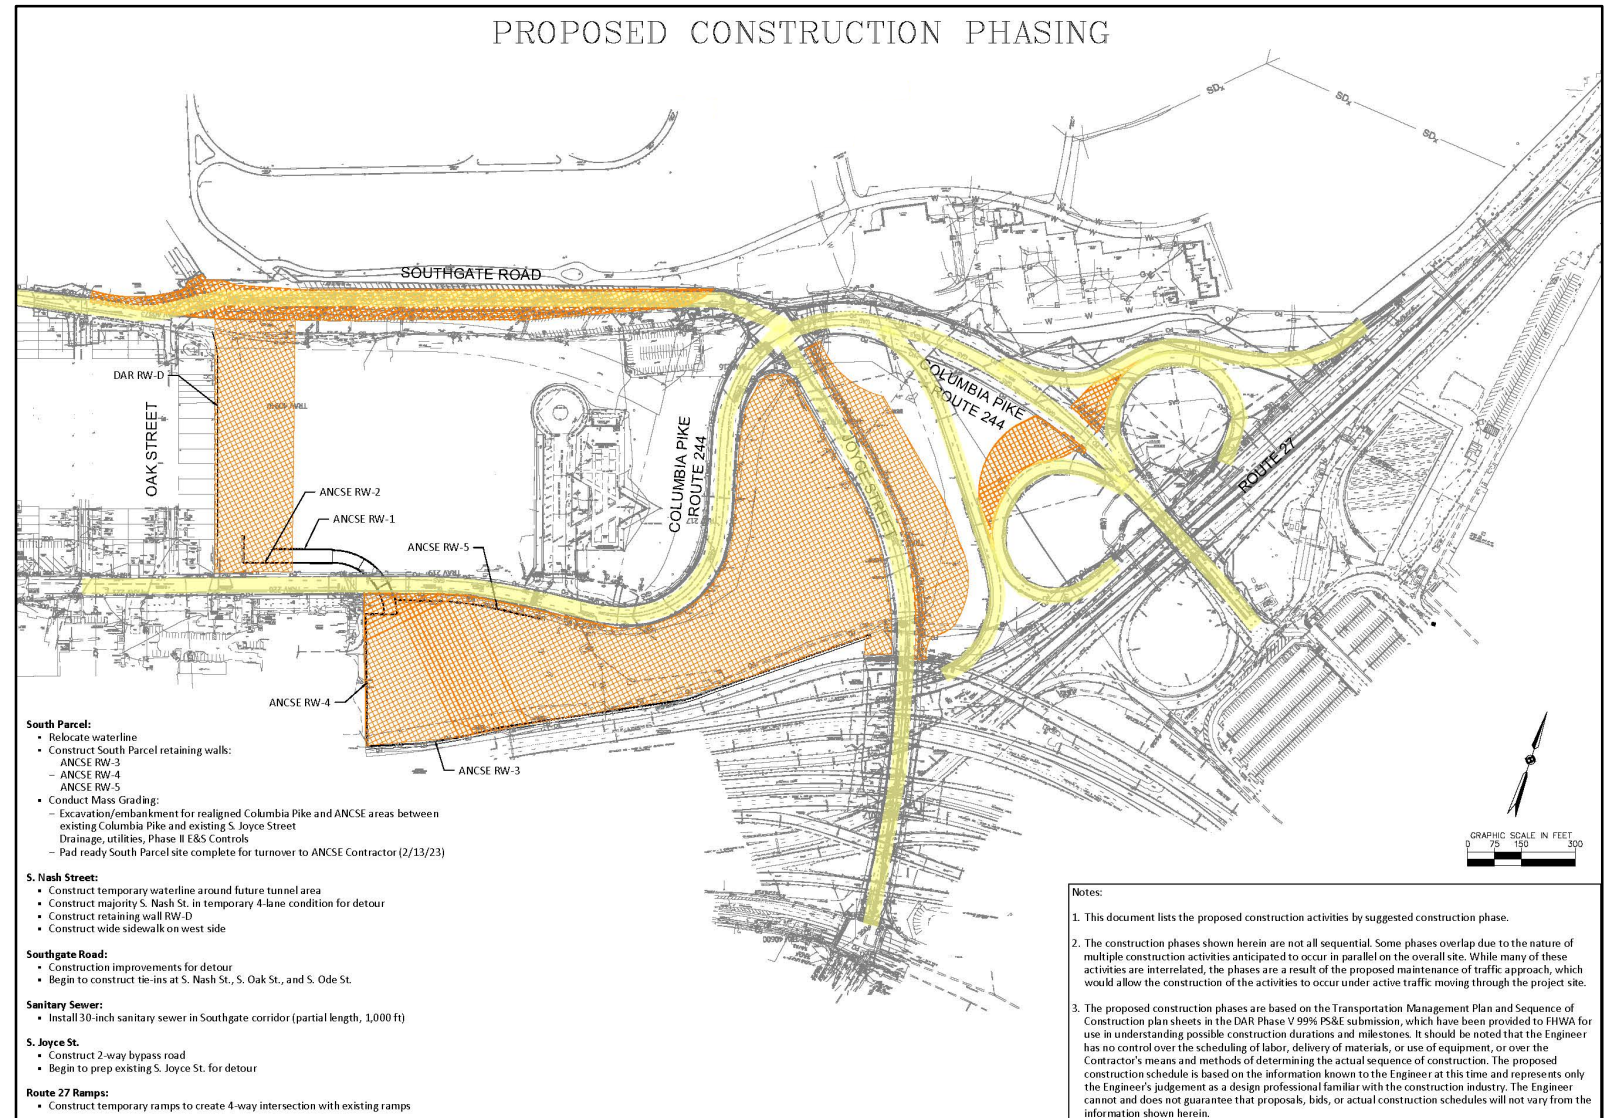 PROPOSED CONSTRUCTION PHASING
SDx
SDx
SDx
SOUTHGATE ROAD
DAR RW-D
OAK STREET
COLUMBIA PIKE
ROUTE 244
COLUMBIA PIKE
ROUTE 244
JOYCE STREET
ROUTE 27
ANCSE RW-2
ANCSE RW-1
ANCSE RW-5
ANCSE RW-4
ANCSE RW-3
South Parcel:
▪ Relocate waterline
▪ Construct South Parcel retaining walls:
ANCSE RW-3
– ANCSE RW-4
ANCSE RW-5
▪ Conduct Mass Grading:
– Excavation/embankment for realigned Columbia Pike and ANCSE areas between
existing Columbia Pike and existing S. Joyce Street
Drainage, utilities, Phase II E&S Controls
– Pad ready South Parcel site complete for turnover to ANCSE Contractor (2/13/23)
S. Nash Street:
▪ Construct temporary waterline around future tunnel area
▪ Construct majority S. Nash St. in temporary 4-lane condition for detour
▪ Construct retaining wall RW-D
▪ Construct wide sidewalk on west side
Southgate Road:
▪ Construction improvements for detour
▪ Begin to construct tie-ins at S. Nash St., S. Oak St., and S. Ode St.
Sanitary Sewer:
▪ Install 30-inch sanitary sewer in Southgate corridor (partial length, 1,000 ft)
S. Joyce St.
▪ Construct 2-way bypass road
▪ Begin to prep existing S. Joyce St. for detour
Route 27 Ramps:
▪ Construct temporary ramps to create 4-way intersection with existing ramps
GRAPHIC SCALE IN FEET
0 75 150 300
Notes:
1. This document lists the proposed construction activities by suggested construction phase.
2. The construction phases shown herein are not all sequential. Some phases overlap due to the nature of
multiple construction activities anticipated to occur in parallel on the overall site. While many of these
activities are interrelated, the phases are a result of the proposed maintenance of traffic approach, which
would allow the construction of the activities to occur under active traffic moving through the project site.
3. The proposed construction phases are based on the Transportation Management Plan and Sequence of
Construction plan sheets in the DAR Phase V 99% PS&E submission, which have been provided to FHWA for
use in understanding possible construction durations and milestones. It should be noted that the Engineer
has no control over the scheduling of labor, delivery of materials, or use of equipment, or over the
Contractor's means and methods of determining the actual sequence of construction. The proposed
construction schedule is based on the information known to the Engineer at this time and represents only
the Engineer's judgement as a design professional familiar with the construction industry. The Engineer
cannot and does not guarantee that proposals, bids, or actual construction schedules will not vary from the
information shown herein.